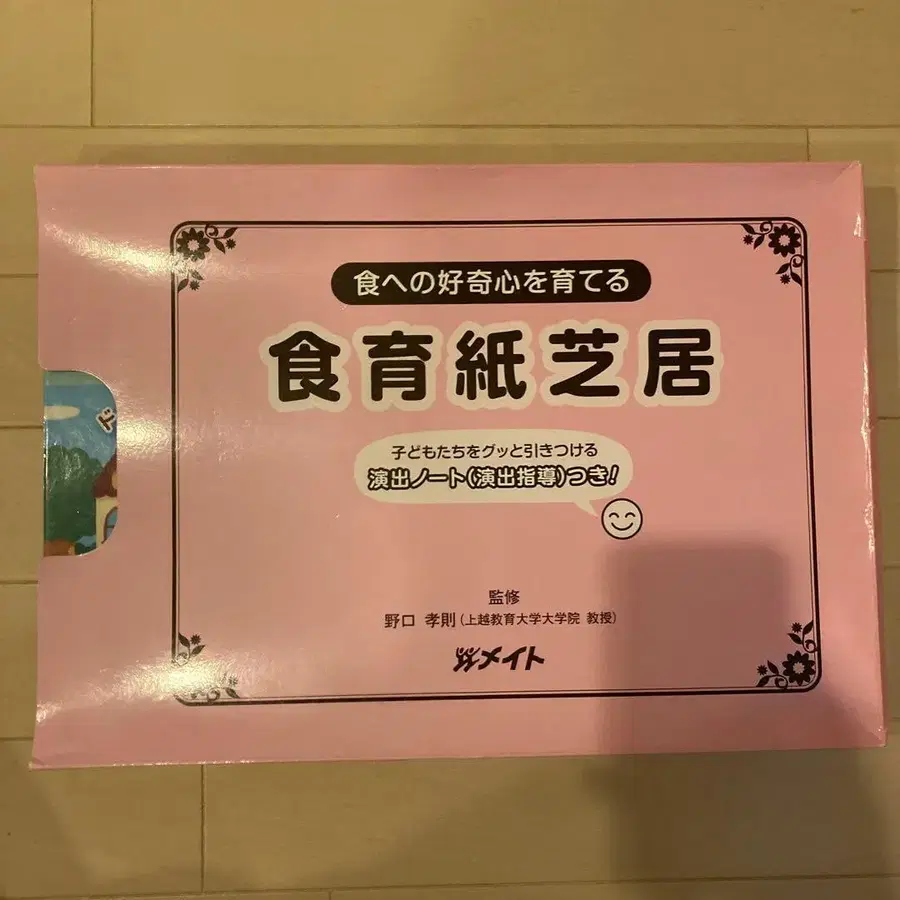 食への好奇心を育てる
食育紙芝居
子どもたちをグッと引きつける
演出ノート(演出指導)つき!
監修
野口 孝則(上越教育大学大学院 教授)
メイト
ド